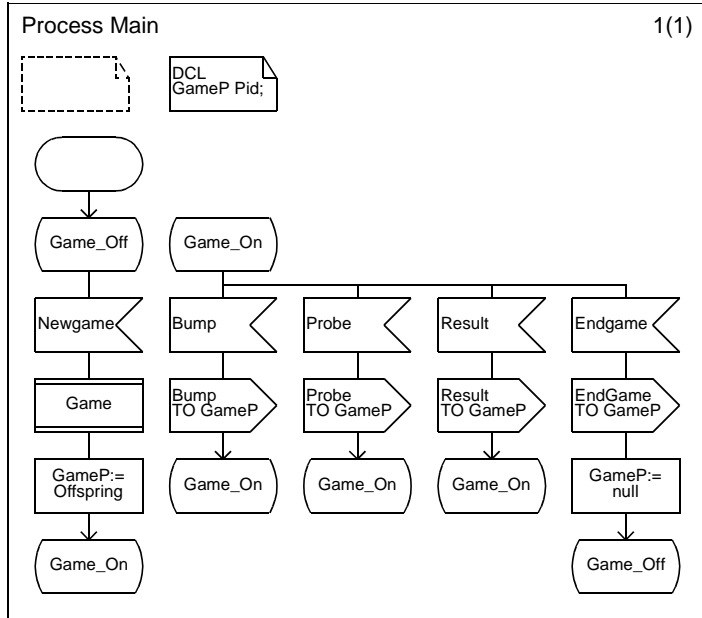 Process Main
1(1)
DCL
GameP Pid;
Game_Off
Game_On
Newgame
Bump
Probe
Result
Endgame
Game
Bump
TO GameP
Probe
TO GameP
Result
TO GameP
EndGame
TO GameP
GameP:=
Offspring
Game_On
Game_On
Game_On
GameP:=
null
Game_On
Game_Off